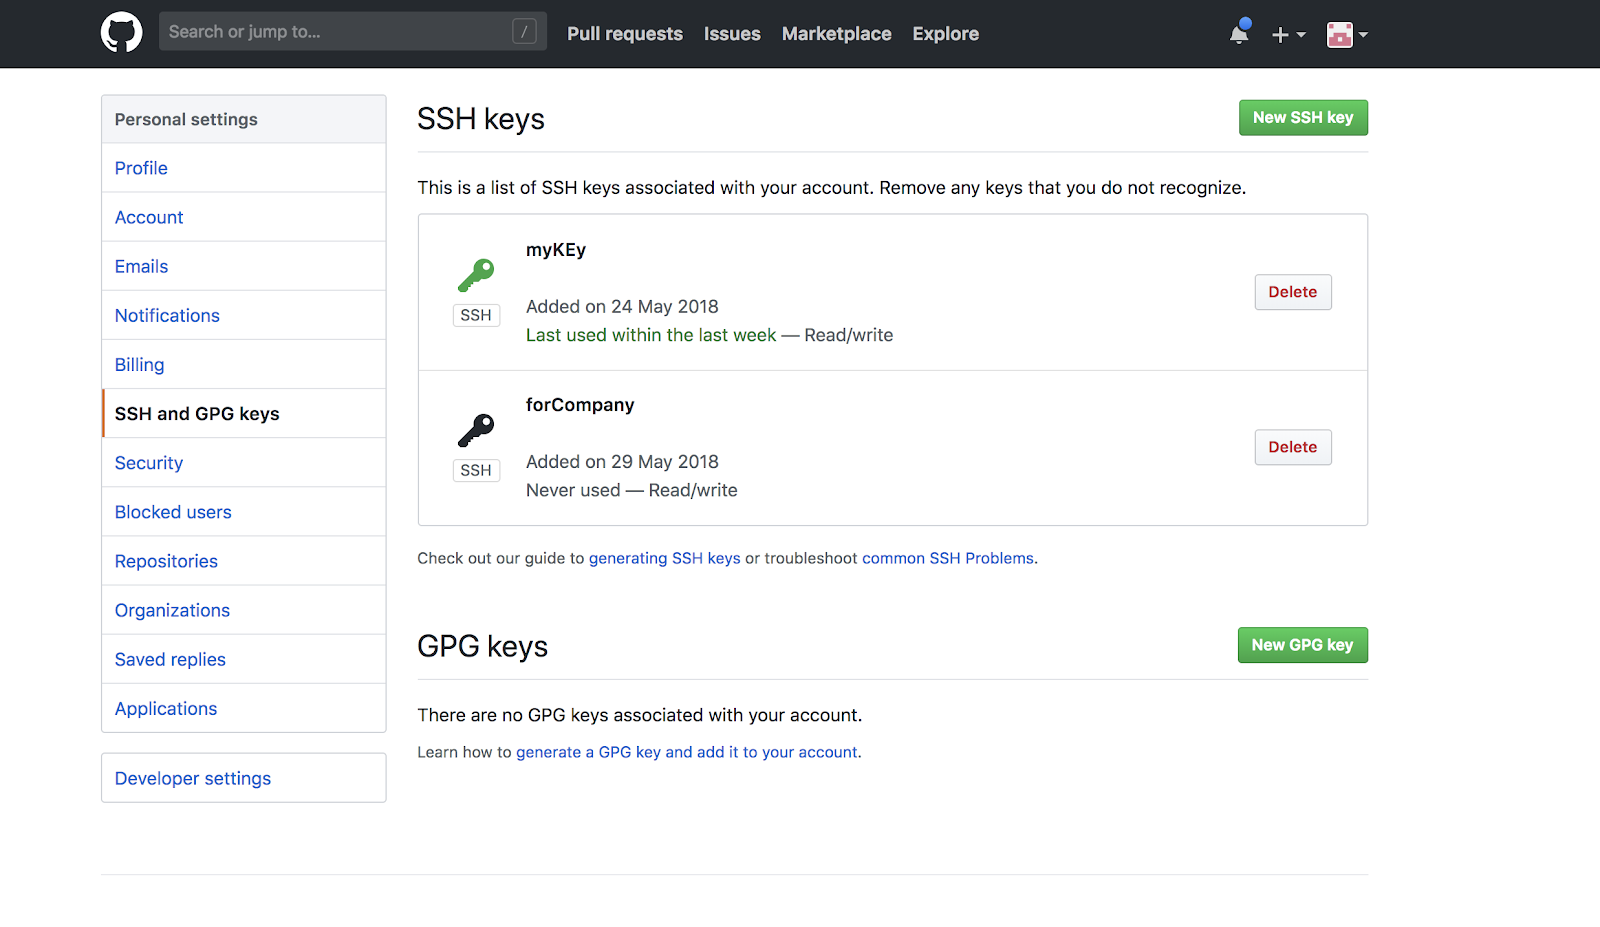 Search or jump to... /
Pull requests Issues Marketplace Explore
Personal settings
Profile
Account
Emails
Notifications
Billing
SSH and GPG keys
Security
Blocked users
Repositories
Organizations
Saved replies
Applications
Developer settings
SSH keys
New SSH key
This is a list of SSH keys associated with your account. Remove any keys that you do not recognize.
myKEy
SSH
Added on 24 May 2018
Last used within the last week — Read/write
Delete
forCompany
SSH
Added on 29 May 2018
Never used — Read/write
Delete
Check out our guide to generating SSH keys or troubleshoot common SSH Problems.
GPG keys
New GPG key
There are no GPG keys associated with your account.
Learn how to generate a GPG key and add it to your account.